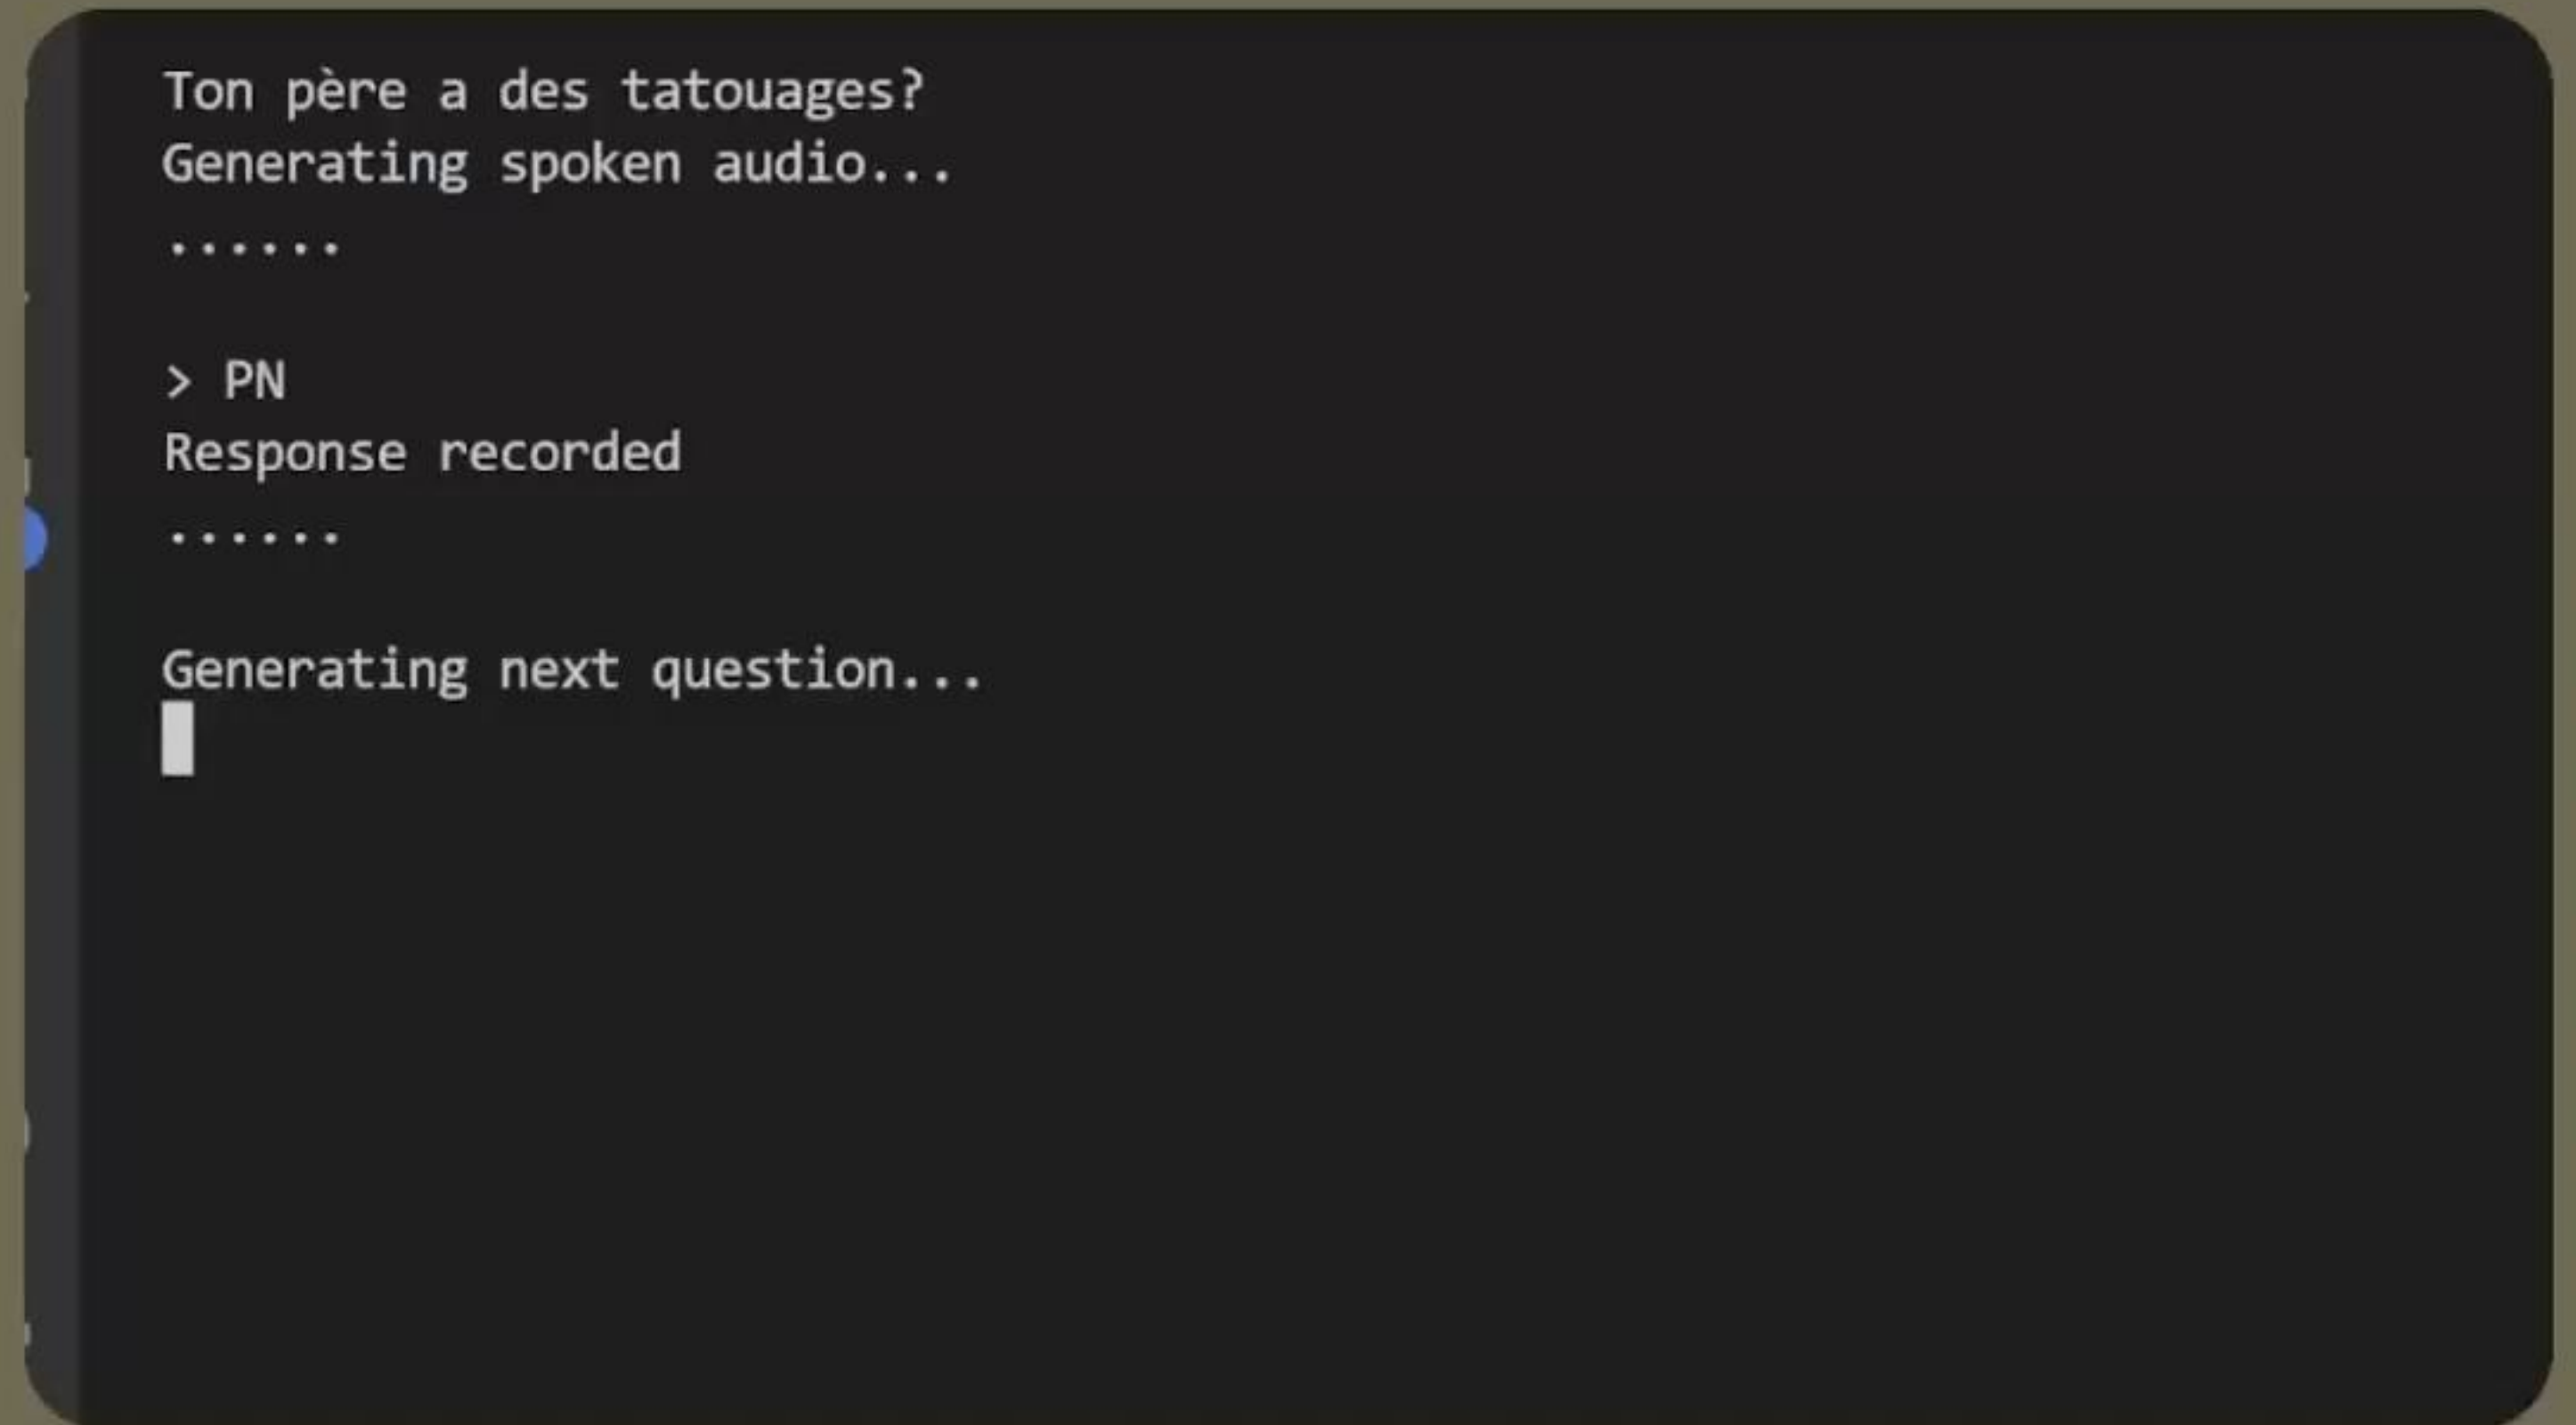 Ton père a des tatouages?
Generating spoken audio...
......
> PN
Response recorded
......
Generating next question...